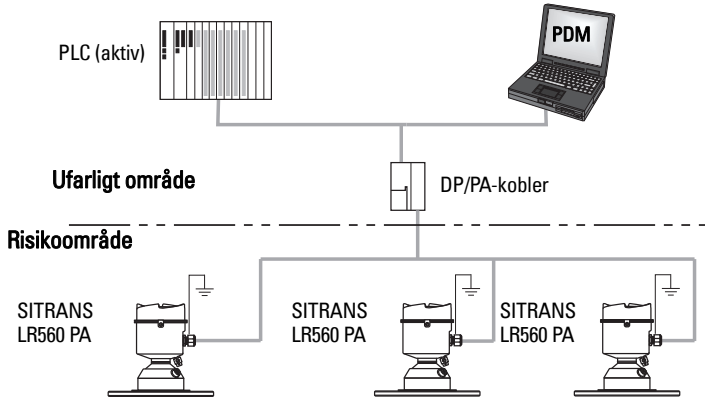 PLC (aktiv)
PDM
Ufarligt område
DP/PA-kobler
Risikoområde
SITRANS
LR560 PA
SITRANS
LR560 PA
SITRANS
LR560 PA